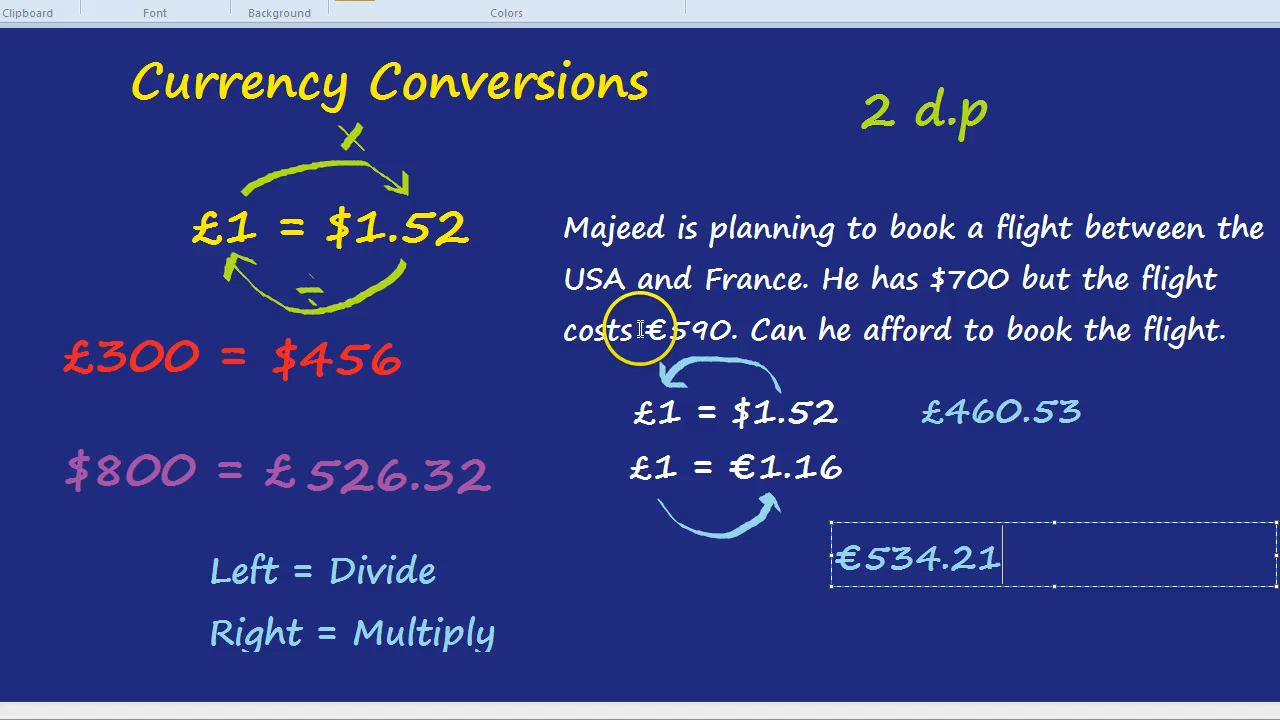 Clipboard
Font
Background
Colors
Currency Conversions
2 d.p
x
£1 = $1.52
÷
£300 = $456
$800 = £ 526.32
Left = Divide
Right = Multiply
Majeed is planning to book a flight between the
USA and France. He has $700 but the flight
costs €590. Can he afford to book the flight.
£1 = $1.52
£460.53
£1 = €1.16
€534.21